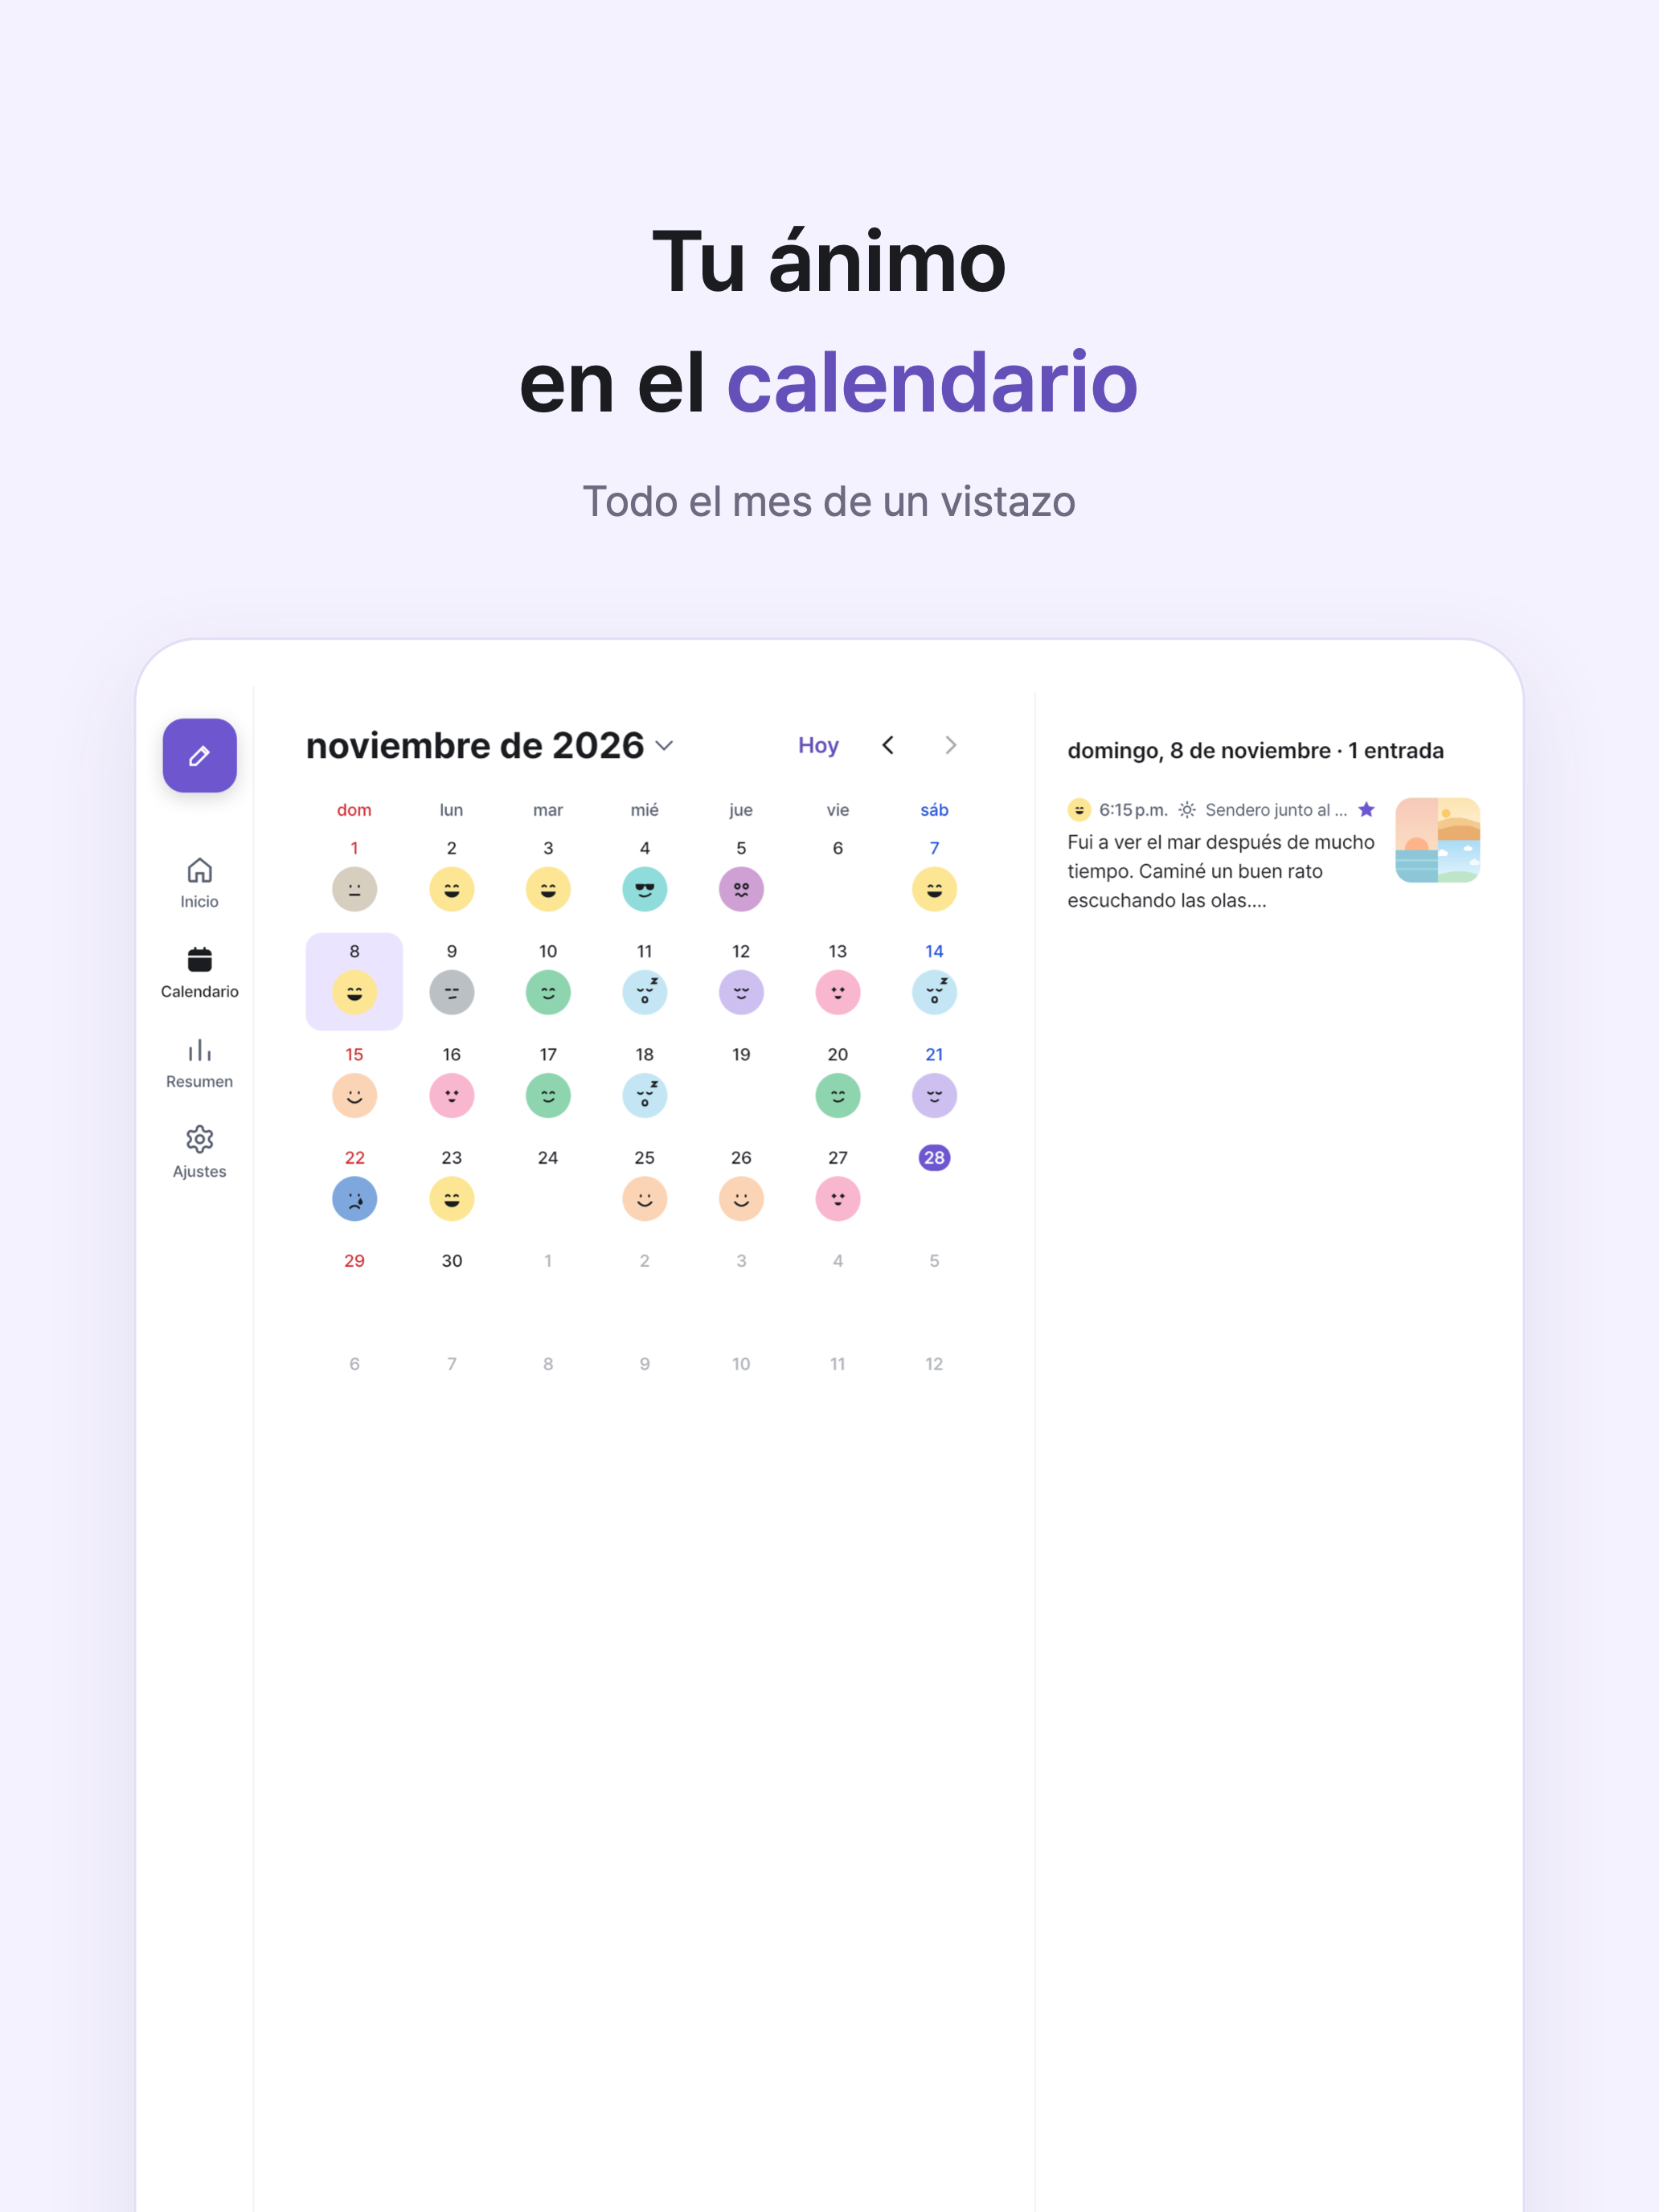 Tu ánimo
en el calendario
Todo el mes de un vistazo
Inicio
Calendario
Resumen
Ajustes
noviembre de 2026
Hoy
dom lun mar mié jue vie sáb
1 2 3 4 5 6 7
8 9 10 11 12 13 14
15 16 17 18 19 20 21
22 23 24 25 26 27 28
29 30 1 2 3 4 5
6 7 8 9 10 11 12
domingo, 8 de noviembre · 1 entrada
6:15 p.m. Sendero junto al ...
Fui a ver el mar después de mucho
tiempo. Caminé un buen rato
escuchando las olas....